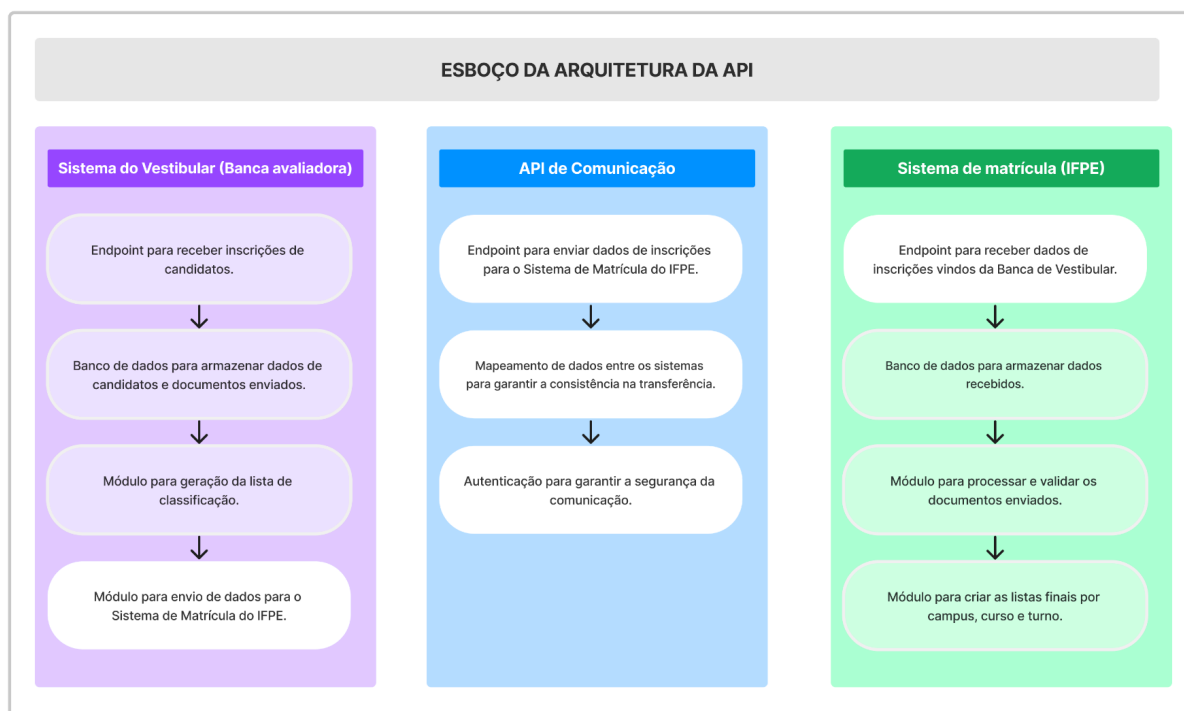 ESBOÇO DA ARQUITETURA DA API
Sistema do Vestibular (Banca avaliadora)
Endpoint para receber inscrições de
candidatos.
Banco de dados para armazenar dados de
candidatos e documentos enviados.
Módulo para geração da lista de
classificação.
Módulo para envio de dados para o
Sistema de Matrícula do IFPE.
API de Comunicação
Endpoint para enviar dados de inscrições
para o Sistema de Matrícula do IFPE.
Mapeamento de dados entre os sistemas
para garantir a consistência na transferência.
Autenticação para garantir a segurança da
comunicação.
Sistema de matrícula (IFPE)
Endpoint para receber dados de
inscrições vindos da Banca de Vestibular.
Banco de dados para armazenar dados
recebidos.
Módulo para processar e validar os
documentos enviados.
Módulo para criar as listas finais por
campus, curso e turno.